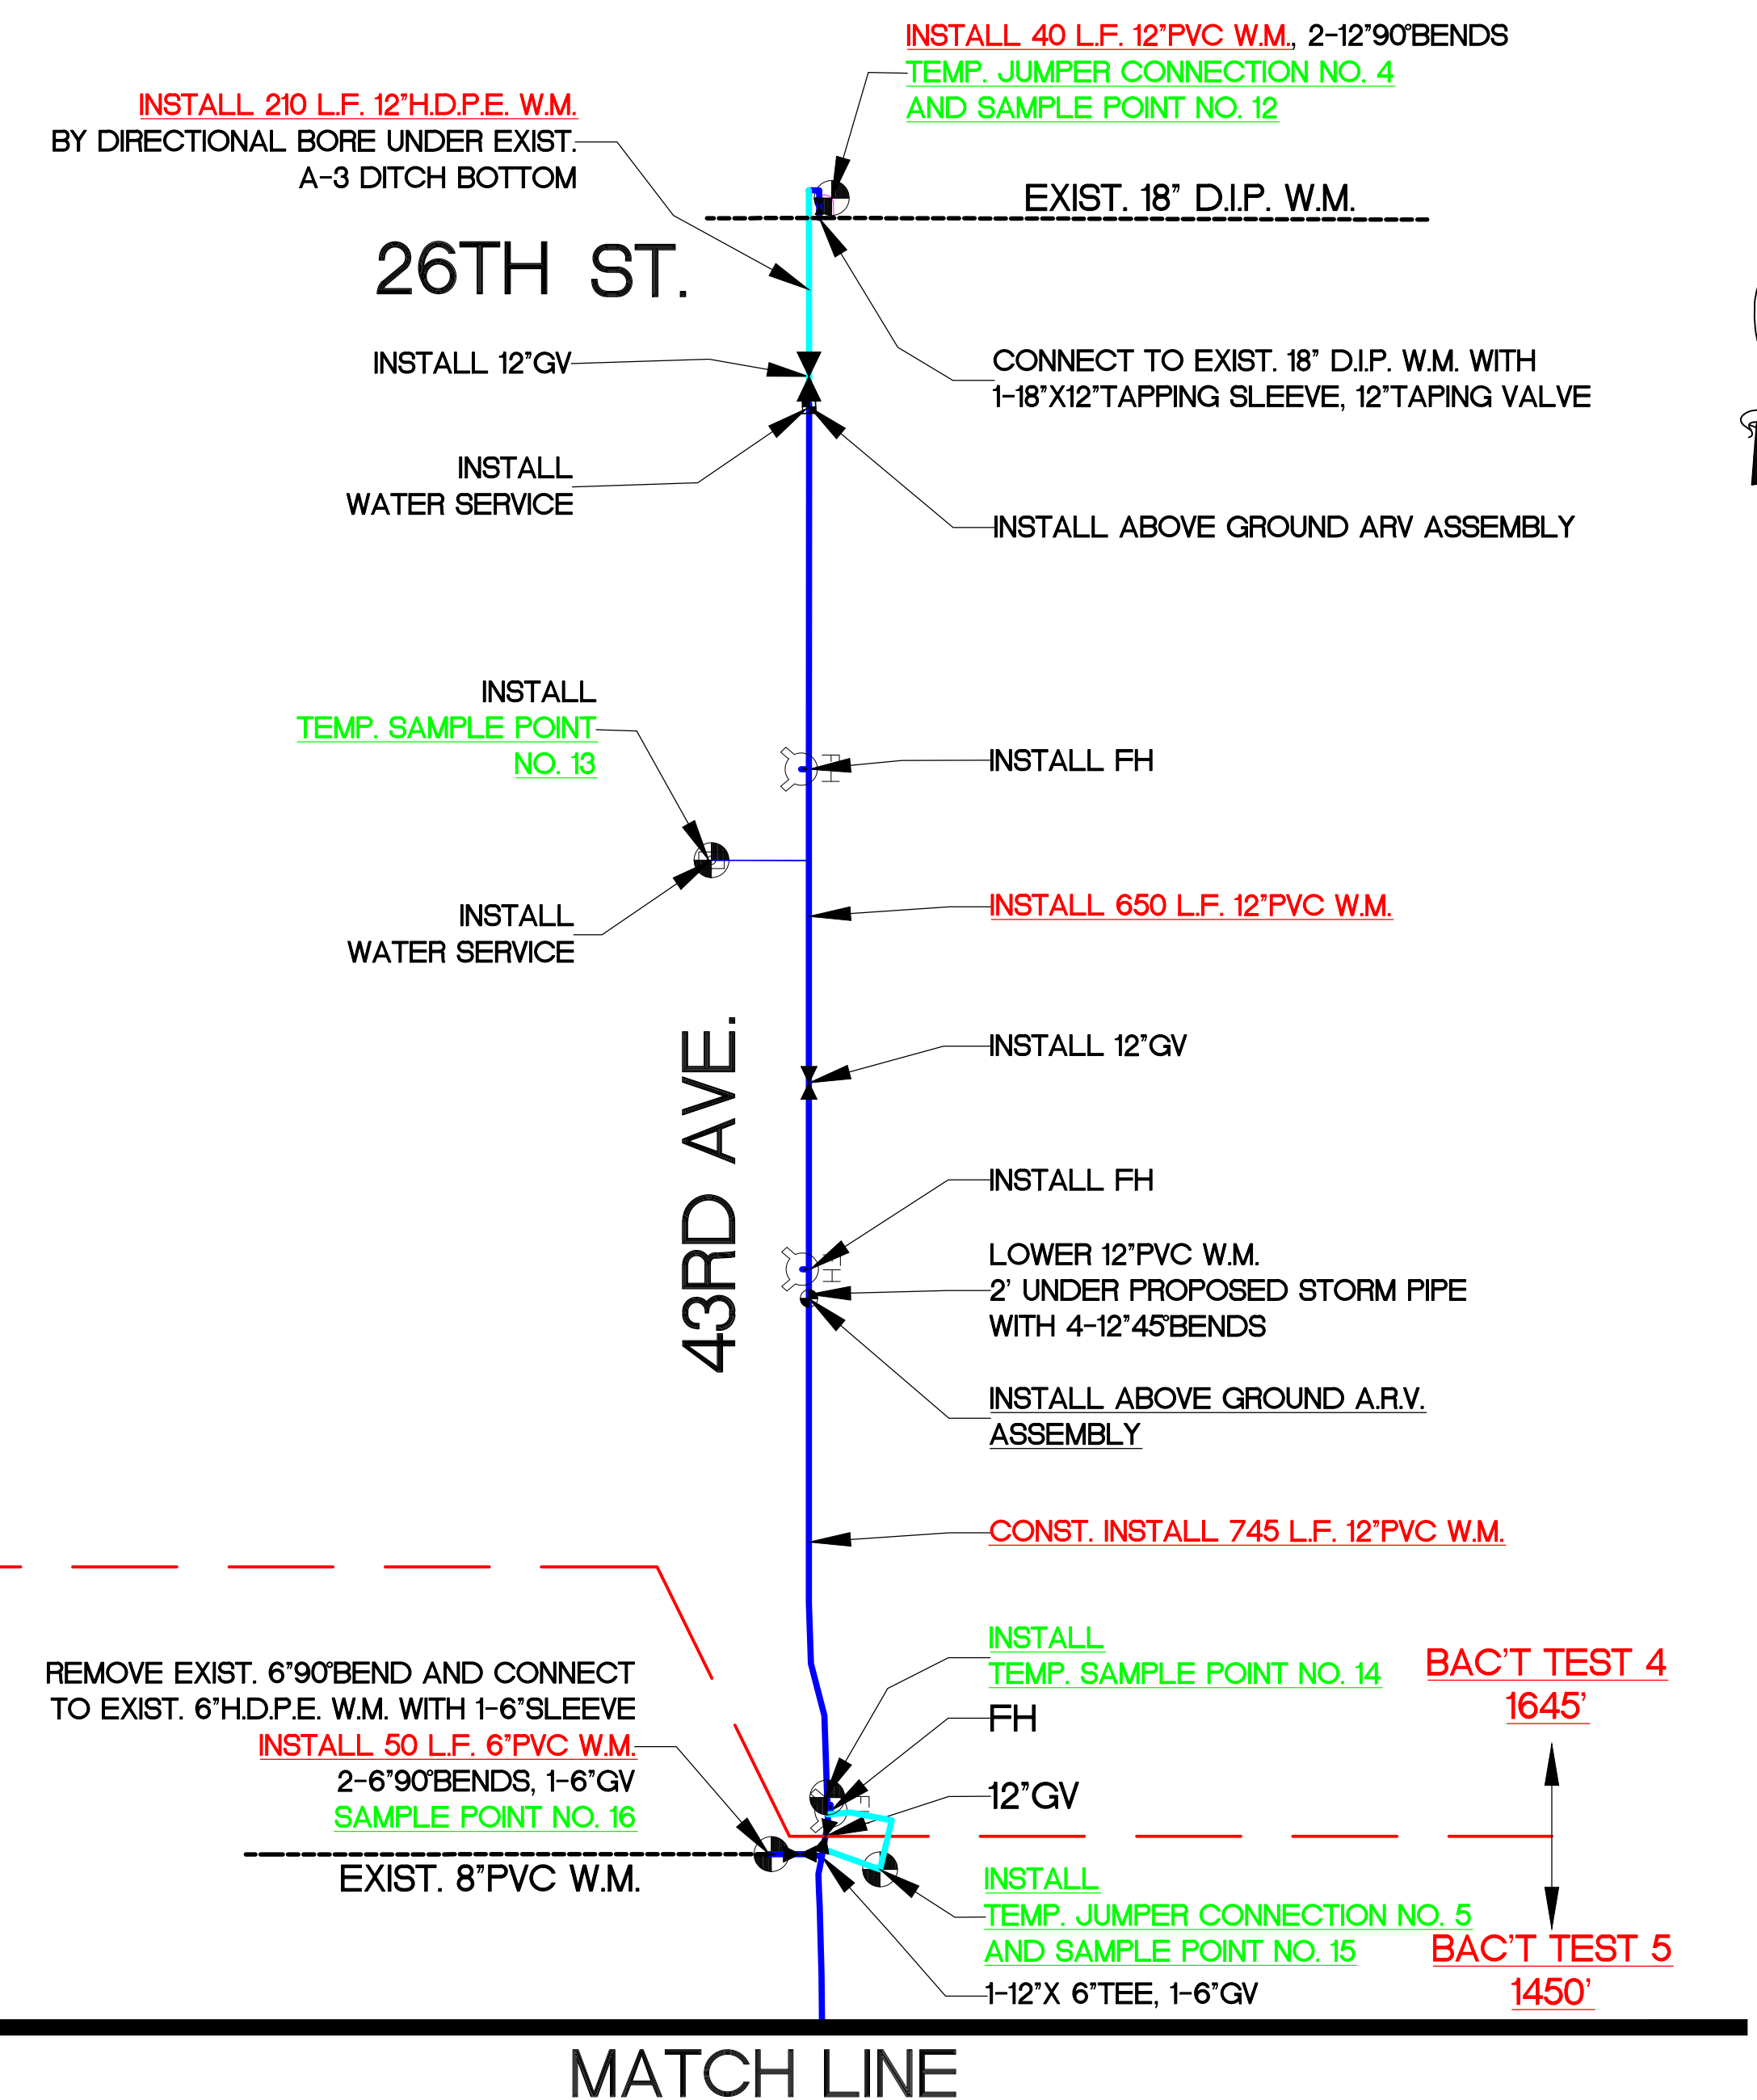 INSTALL 40 L.F. 12"PVC W.M., 2-12"90°BENDS
TEMP. JUMPER CONNECTION NO. 4
AND SAMPLE POINT NO. 12
INSTALL 210 L.F. 12"H.D.P.E. W.M.
BY DIRECTIONAL BORE UNDER EXIST.
A-3 DITCH BOTTOM
EXIST. 18" D.I.P. W.M.
26TH ST.
INSTALL 12"GV
CONNECT TO EXIST. 18" D.I.P. W.M. WITH
1-18"X12"TAPPING SLEEVE, 12"TAPING VALVE
INSTALL
WATER SERVICE
INSTALL ABOVE GROUND ARV ASSEMBLY
INSTALL
TEMP. SAMPLE POINT
NO. 13
INSTALL FH
INSTALL
WATER SERVICE
INSTALL 650 L.F. 12"PVC W.M.
43RD AVE.
INSTALL 12"GV
INSTALL FH
LOWER 12"PVC W.M.
2' UNDER PROPOSED STORM PIPE
WITH 4-12"45°BENDS
INSTALL ABOVE GROUND A.R.V.
ASSEMBLY
CONST. INSTALL 745 L.F. 12"PVC W.M.
INSTALL
TEMP. SAMPLE POINT NO. 14
FH
12"GV
BAC'T TEST 4
1645'
REMOVE EXIST. 6"90°BEND AND CONNECT
TO EXIST. 6"H.D.P.E. W.M. WITH 1-6"SLEEVE
INSTALL 50 L.F. 6"PVC W.M.
2-6"90°BENDS, 1-6"GV
SAMPLE POINT NO. 16
EXIST. 8"PVC W.M.
INSTALL
TEMP. JUMPER CONNECTION NO. 5
AND SAMPLE POINT NO. 15
1-12"X 6"TEE, 1-6"GV
BAC'T TEST 5
1450'
MATCH LINE